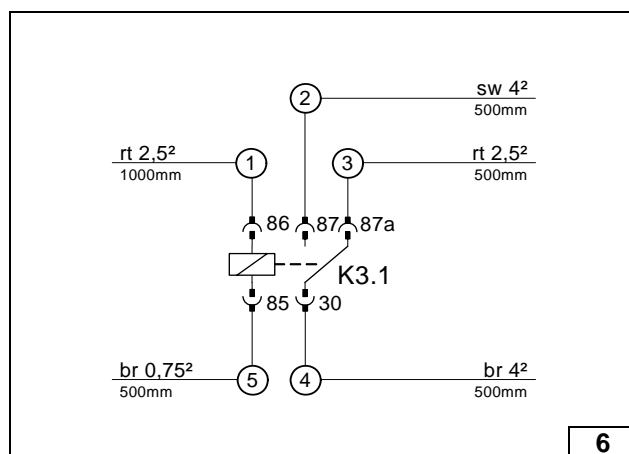 sw 4²
2
500mm
rt 2,5²
1
3
rt 2,5²
1000mm
500mm
86
87
87a
K3.1
85
30
br 0,75²
5
4
br 4²
500mm
500mm
6